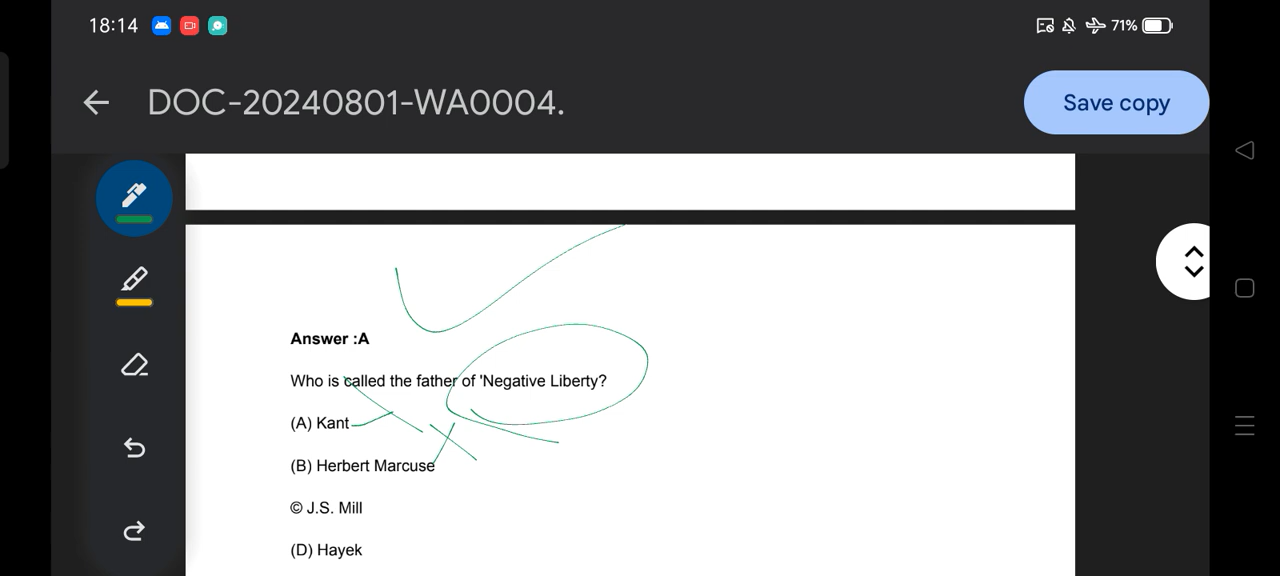 18:14
71%
DOC-20240801-WA0004.
Save copy
Answer :A
Who is called the father of 'Negative Liberty?
(A) Kant
(B) Herbert Marcuse
© J.S. Mill
(D) Hayek